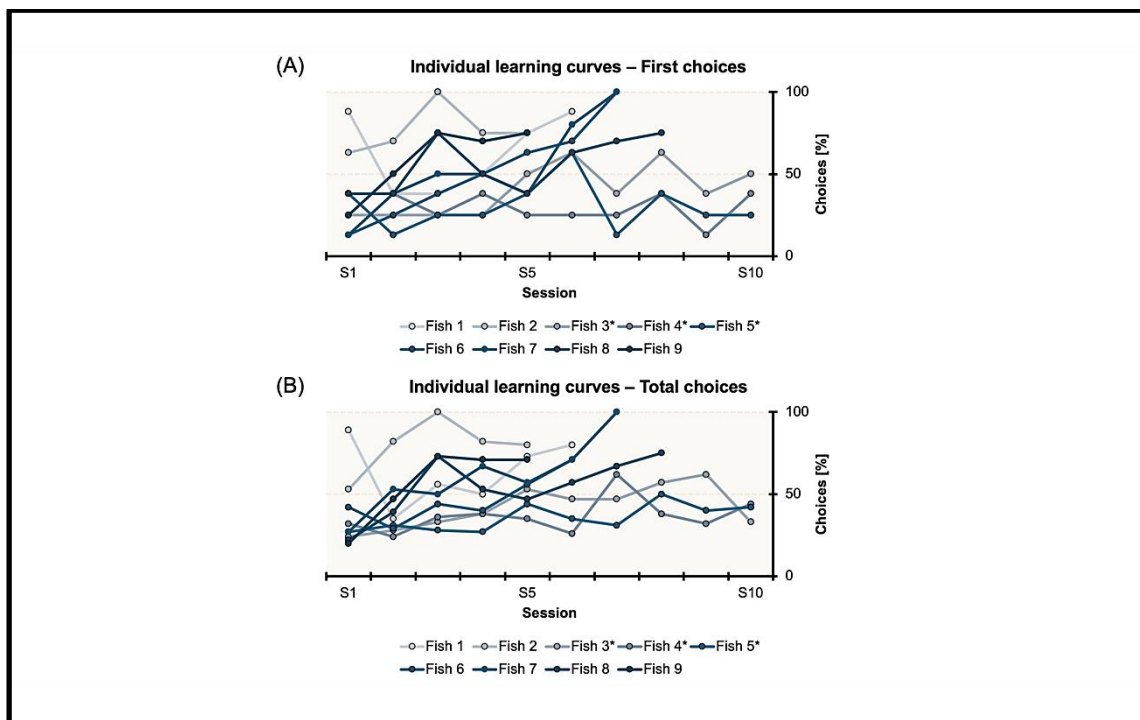 (A) Individual learning curves – First choices
100
50
Choices [%]
0
S1 S5 S10
Session
Fish 1 Fish 2 Fish 3* Fish 4* Fish 5*
Fish 6 Fish 7 Fish 8 Fish 9
(B) Individual learning curves – Total choices
100
50
Choices [%]
0
S1 S5 S10
Session
Fish 1 Fish 2 Fish 3* Fish 4* Fish 5*
Fish 6 Fish 7 Fish 8 Fish 9